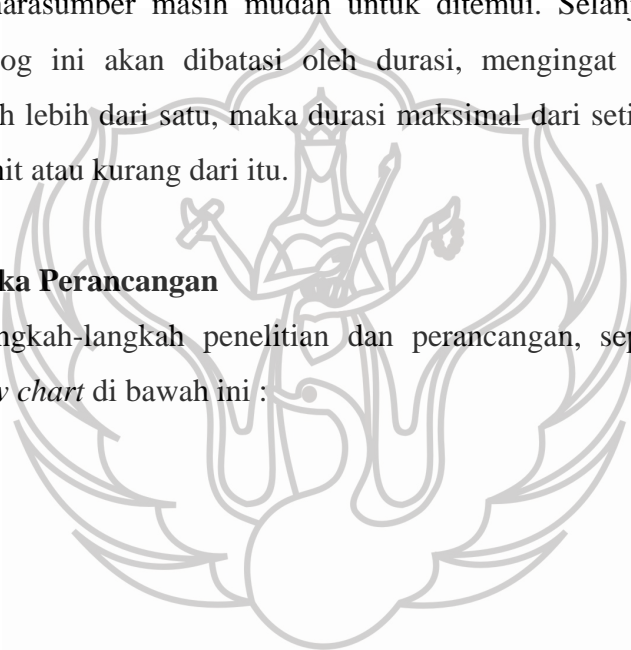 narasumber masih mudah untuk ditemui. Selanj
og ini akan dibatasi oleh durasi, mengingat
h lebih dari satu, maka durasi maksimal dari seti
nit atau kurang dari itu.
ka Perancangan
ngkah-langkah penelitian dan perancangan, sep
w chart di bawah ini :